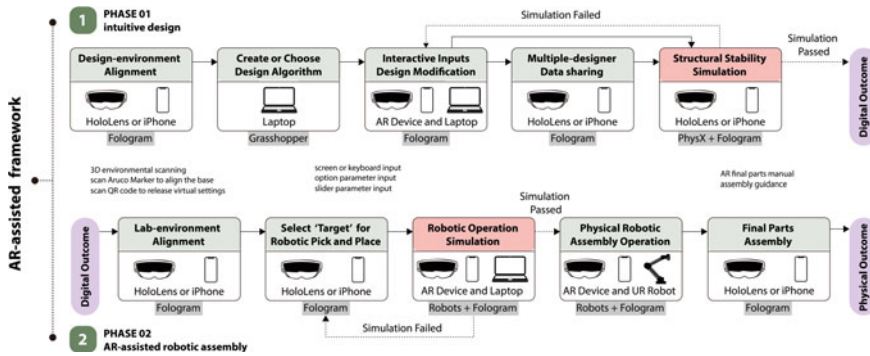 AR-assisted framework
1
PHASE 01
intuitive design
Simulation Failed
Simulation
Passed
Design-environment
Alignment
HoloLens or iPhone
Fologram
Create or Choose
Design Algorithm
Laptop
Grasshopper
Interactive Inputs
Design Modification
AR Device and Laptop
Fologram
Multiple-designer
Data sharing
HoloLens or iPhone
Fologram
Structural Stability
Simulation
HoloLens or iPhone
PhysX + Fologram
Digital Outcome
3D environmental scanning
scan Aruco Marker to align the base
scan QR code to release virtual settings
screen or keyboard input
option parameter input
slider parameter input
AR final parts manual
assembly guidance
Digital Outcome
Lab-environment
Alignment
HoloLens or iPhone
Fologram
Select 'Target' for
Robotic Pick and Place
HoloLens or iPhone
Fologram
Robotic Operation
Simulation
AR Device and Laptop
Robots + Fologram
Simulation
Passed
Physical Robotic
Assembly Operation
AR Device and UR Robot
Robots + Fologram
Final Parts
Assembly
HoloLens or iPhone
Fologram
Physical Outcome
Simulation Failed
2
PHASE 02
AR-assisted robotic assembly